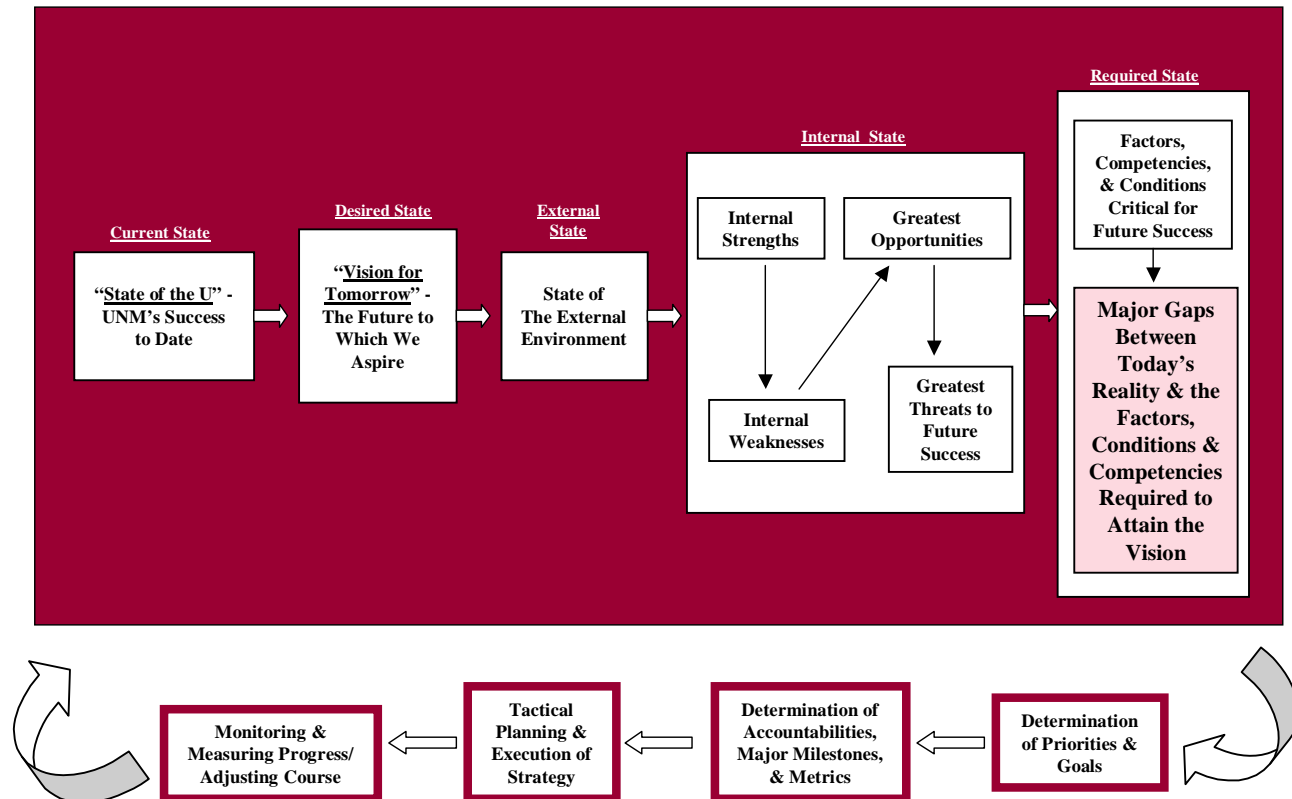 Current State
“State of the U” -
UNM’s Success
to Date
Desired State
“Vision for
Tomorrow” -
The Future to
Which We
Aspire
External
State
State of
The External
Environment
Internal State
Internal
Strengths
Internal
Weaknesses
Greatest
Opportunities
Greatest
Threats to
Future
Success
Required State
Factors,
Competencies,
& Conditions
Critical for
Future Success
Major Gaps
Between
Today’s
Reality & the
Factors,
Conditions &
Competencies
Required to
Attain the
Vision
Determination
of Priorities &
Goals
Determination of
Accountabilities,
Major Milestones,
& Metrics
Tactical
Planning &
Execution of
Strategy
Monitoring &
Measuring Progress/
Adjusting Course